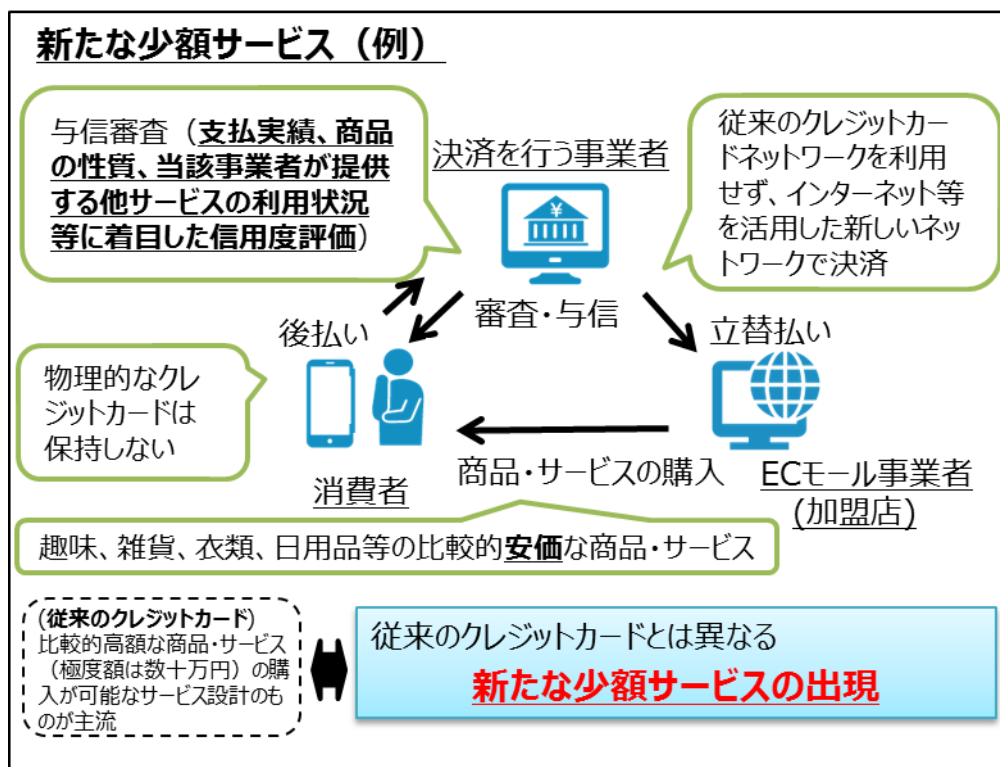 新たな少額サービス（例）
与信審査（支払実績、商品
の性質、当該事業者が提供
する他サービスの利用状況
等に着目した信用度評価）
決済を行う事業者
従来のクレジットカー
ドネットワークを利用
せず、インターネット等
を活用した新しいネッ
トワークで決済
¥
審査・与信
後払い
立替払い
物理的なクレ
ジットカードは
保持しない
消費者
商品・サービスの購入
ECモール事業者
(加盟店)
趣味、雑貨、衣類、日用品等の比較的安価な商品・サービス
(従来のクレジットカード)
比較的高額な商品・サービス
（極度額は数十万円）の購
入が可能なサービス設計のも
のが主流
従来のクレジットカードとは異なる
新たな少額サービスの出現